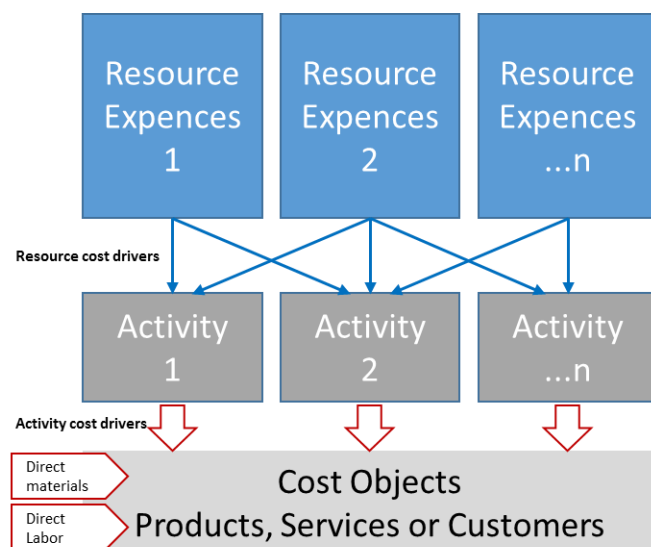 Resource
Expences
1
Resource
Expences
2
Resource
Expences
...n
Resource cost drivers
Activity
1
Activity
2
Activity
...n
Activity cost drivers
Direct
materials
Cost Objects
Products, Services or Customers
Direct
Labor